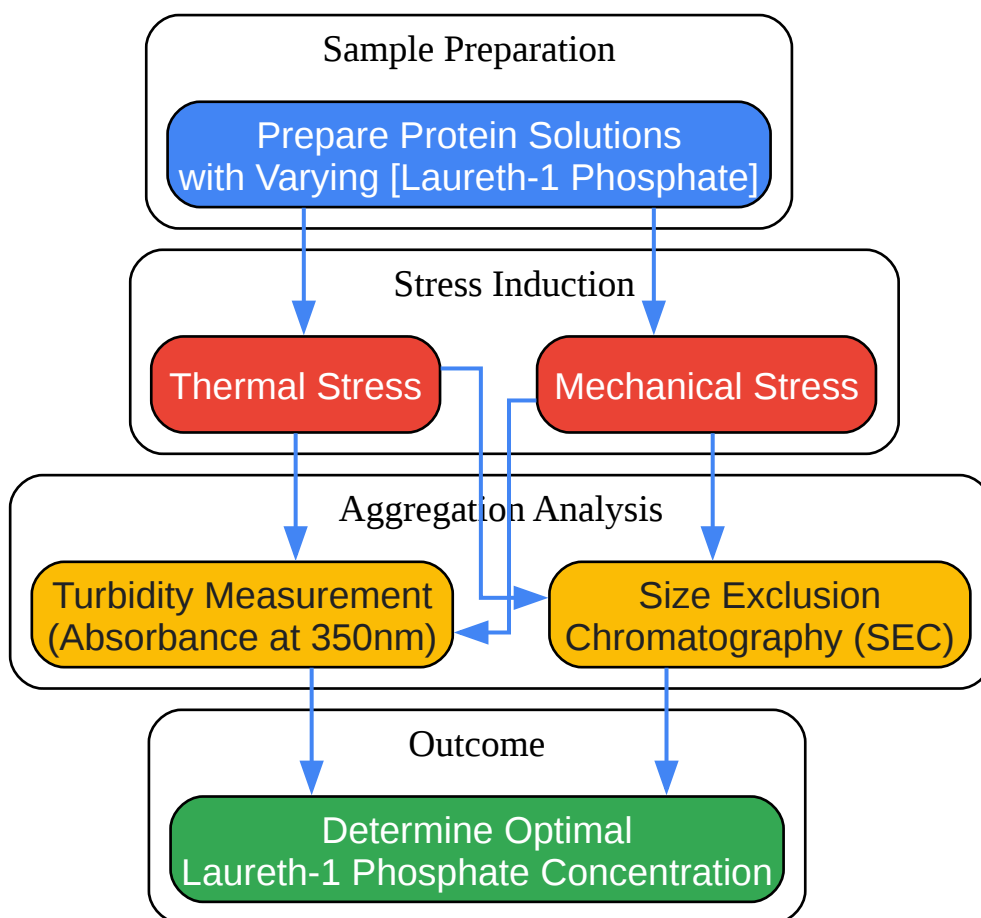 Sample Preparation
Prepare Protein Solutions
with Varying [Laureth-1 Phosphate]
Stress Induction
Thermal Stress
Mechanical Stress
Aggregation Analysis
Turbidity Measurement
(Absorbance at 350nm)
Size Exclusion
Chromatography (SEC)
Outcome
Determine Optimal
Laureth-1 Phosphate Concentration